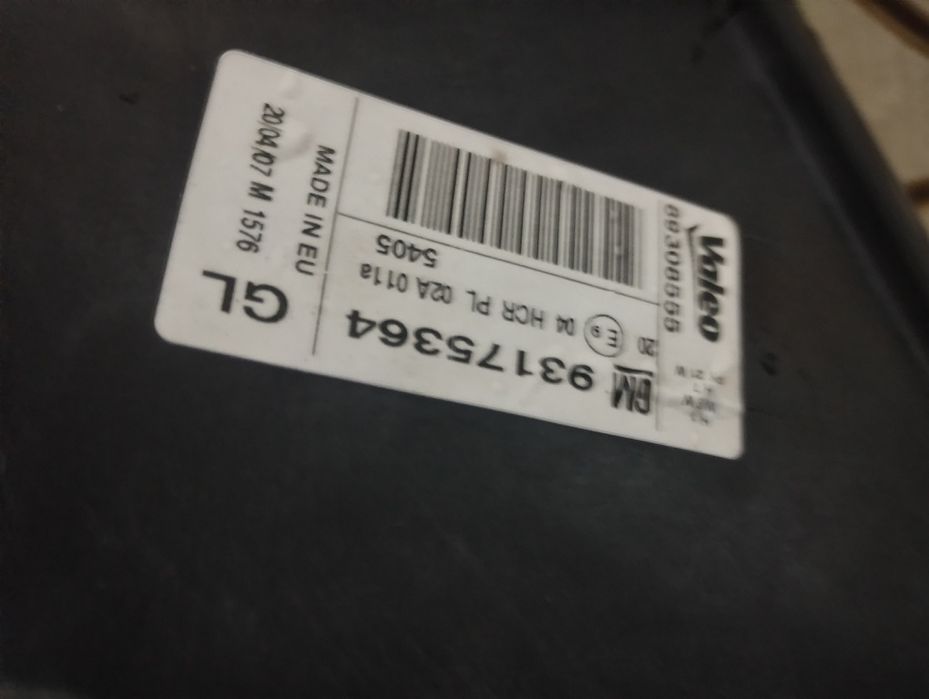 GM 93175364
20 E9 04 HCR PL 02A 011a
5405
Valeo
89308555
GL
MADE IN EU
20/04/07 M 1576